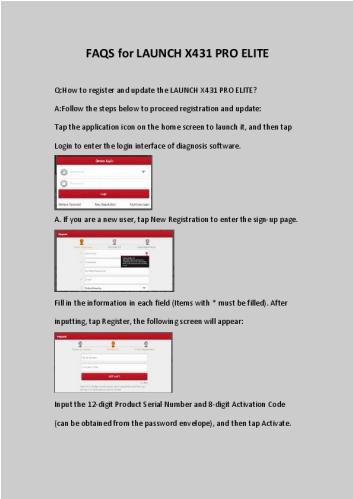 FAQS for LAUNCH X431 PRO ELITE
Q:How to register and update the LAUNCH X431 PRO ELITE?
A:Follow the steps below to proceed registration and update:
Tap the application icon on the home screen to launch it, and then tap
Login to enter the login interface of diagnosis software.
Login
A. If you are a new user, tap New Registration to enter the sign-up page.
Fill in the information in each field (Items with * must be filled). After
inputting, tap Register, the following screen will appear:
Input the 12-digit Product Serial Number and 8-digit Activation Code
(can be obtained from the password envelope), and then tap Activate.